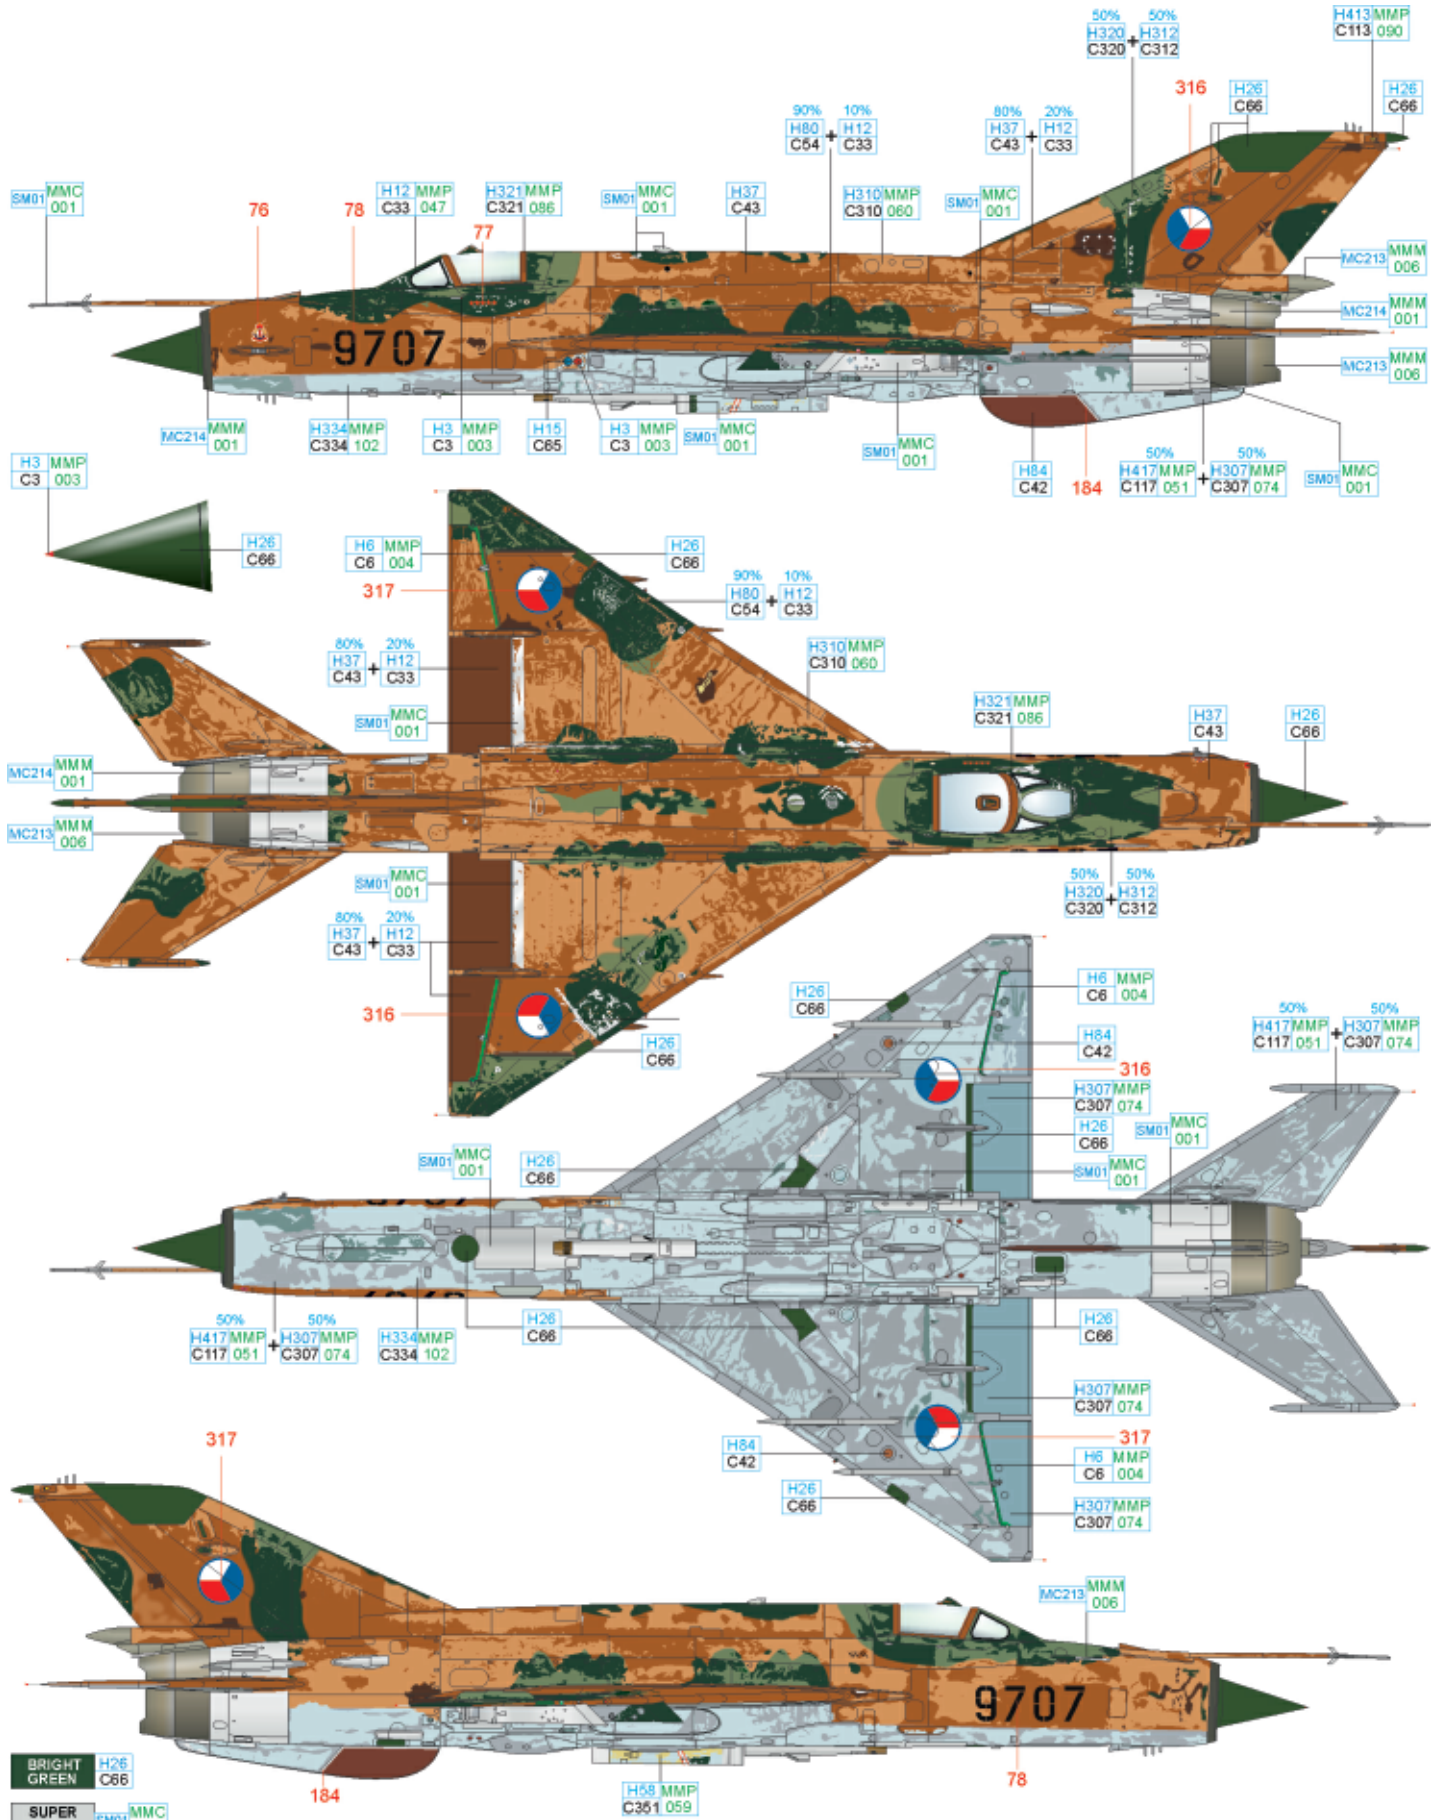 50% 50%
H320 + H312
C320 C312
H413 MMP
C113 090
H26
C66
316
H26
C66
90% 10%
H80 + H12
C54 C33
80% 20%
H37 + H12
C43 C33
SM01 MMC
001
76
78
H12 MMP
C33 047
77
H321 MMP
C321 086
SM01 MMC
001
H37
C43
H310 MMP
C310 060
SM01 MMC
001
MC213 MMM
006
MC214 MMM
001
MC213 MMM
006
9707
MC214 MMM
001
H334 MMP
C334 102
H3 MMP
C3 003
H15
C65
H3 MMP
C3 003
SM01 MMC
001
SM01 MMC
001
H84
C42
184
50% 50%
H417 MMP + H307 MMP
C117 051 C307 074
SM01 MMC
001
H3 MMP
C3 003
H26
C66
H6 MMP
C6 004
H26
C66
317
90% 10%
H80 + H12
C54 C33
80% 20%
H37 + H12
C43 C33
H310 MMP
C310 060
SM01 MMC
001
H321 MMP
C321 086
H37
C43
H26
C66
MC214 MMM
001
MC213 MMM
006
SM01 MMC
001
80% 20%
H37 + H12
C43 C33
50% 50%
H320 + H312
C320 C312
316
H26
C66
H26
C66
H6 MMP
C6 004
H84
C42
316
50% 50%
H417 MMP + H307 MMP
C117 051 C307 074
H307 MMP
C307 074
H26
C66
SM01 MMC
001
SM01 MMC
001
H26
C66
SM01 MMC
001
50% 50%
H417 MMP + H307 MMP
C117 051 C307 074
H334 MMP
C334 102
H26
C66
H26
C66
H307 MMP
C307 074
317
H84
C42
H6 MMP
C6 004
H26
C66
H307 MMP
C307 074
317
MC213 MMM
006
9707
BRIGHT GREEN H26
C66
184
H58 MMP
C351 059
78
SUPER
SM01 MMC